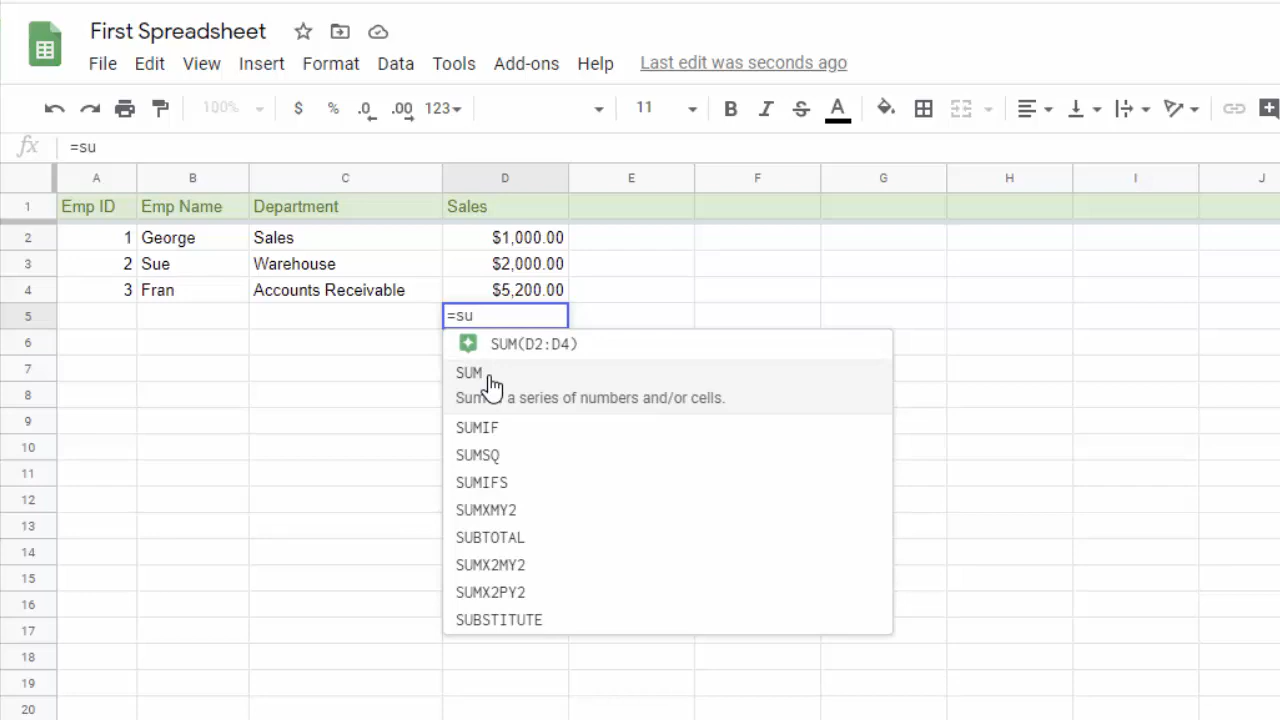 First Spreadsheet
File Edit View Insert Format Data Tools Add-ons Help Last edit was seconds ago
100% $ % .0 .00 123 11 B I S A
fx =su
A B C D E F G H I J
1 Emp ID Emp Name Department Sales
2 1 George Sales $1,000.00
3 2 Sue Warehouse $2,000.00
4 3 Fran Accounts Receivable $5,200.00
5 =su
6 SUM(D2:D4)
7 SUM
8 Sum a series of numbers and/or cells.
9 SUMIF
10 SUMSQ
11 SUMIFS
12 SUMXMY2
13 SUBTOTAL
14
15 SUMX2MY2
16 SUMX2PY2
17 SUBSTITUTE
18
19
20